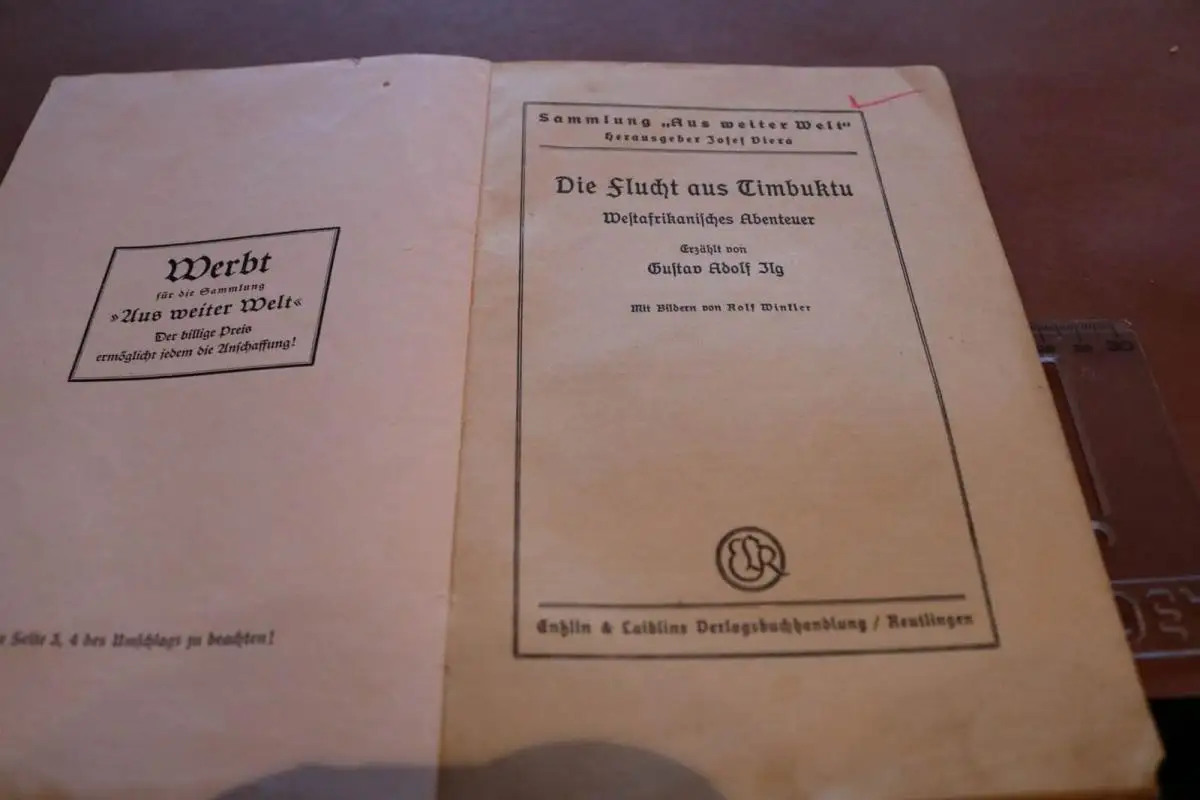 Werbt
für die Sammlung
»Aus weiter Welt«
Der billige Preis
ermöglicht jedem die Anschaffung!
Seite 3, 4 des Umschlags zu beachten!
Sammlung „Aus weiter Welt“
Herausgeber Josef Viera
Die Flucht aus Timbuktu
Westafrikanisches Abenteuer
Erzählt von
Gustav Adolf Ilg
Mit Bildern von Rolf Winkler
ELR
Enßlin & Laiblins Verlagsbuchhandlung / Reutlingen